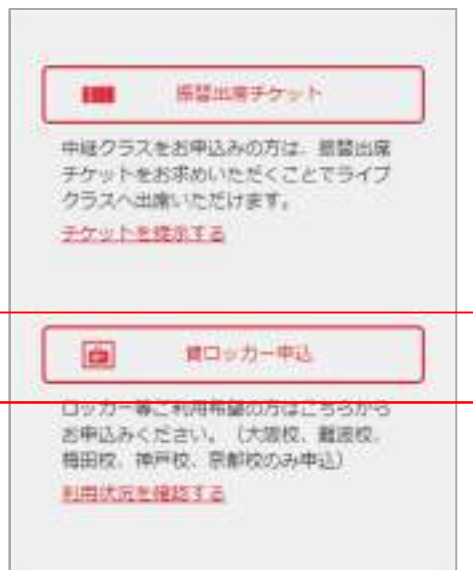 振替出席チケット
中継クラスをお申込みの方は、振替出席
チケットをお求めいただくことでライブ
クラスへ出席いただけます。
チケットを提示する
貸ロッカー申込
ロッカー等ご利用希望の方はこちらから
お申込みください。（大阪校、難波校、
梅田校、神戸校、京都校のみ申込）
利用状況を確認する